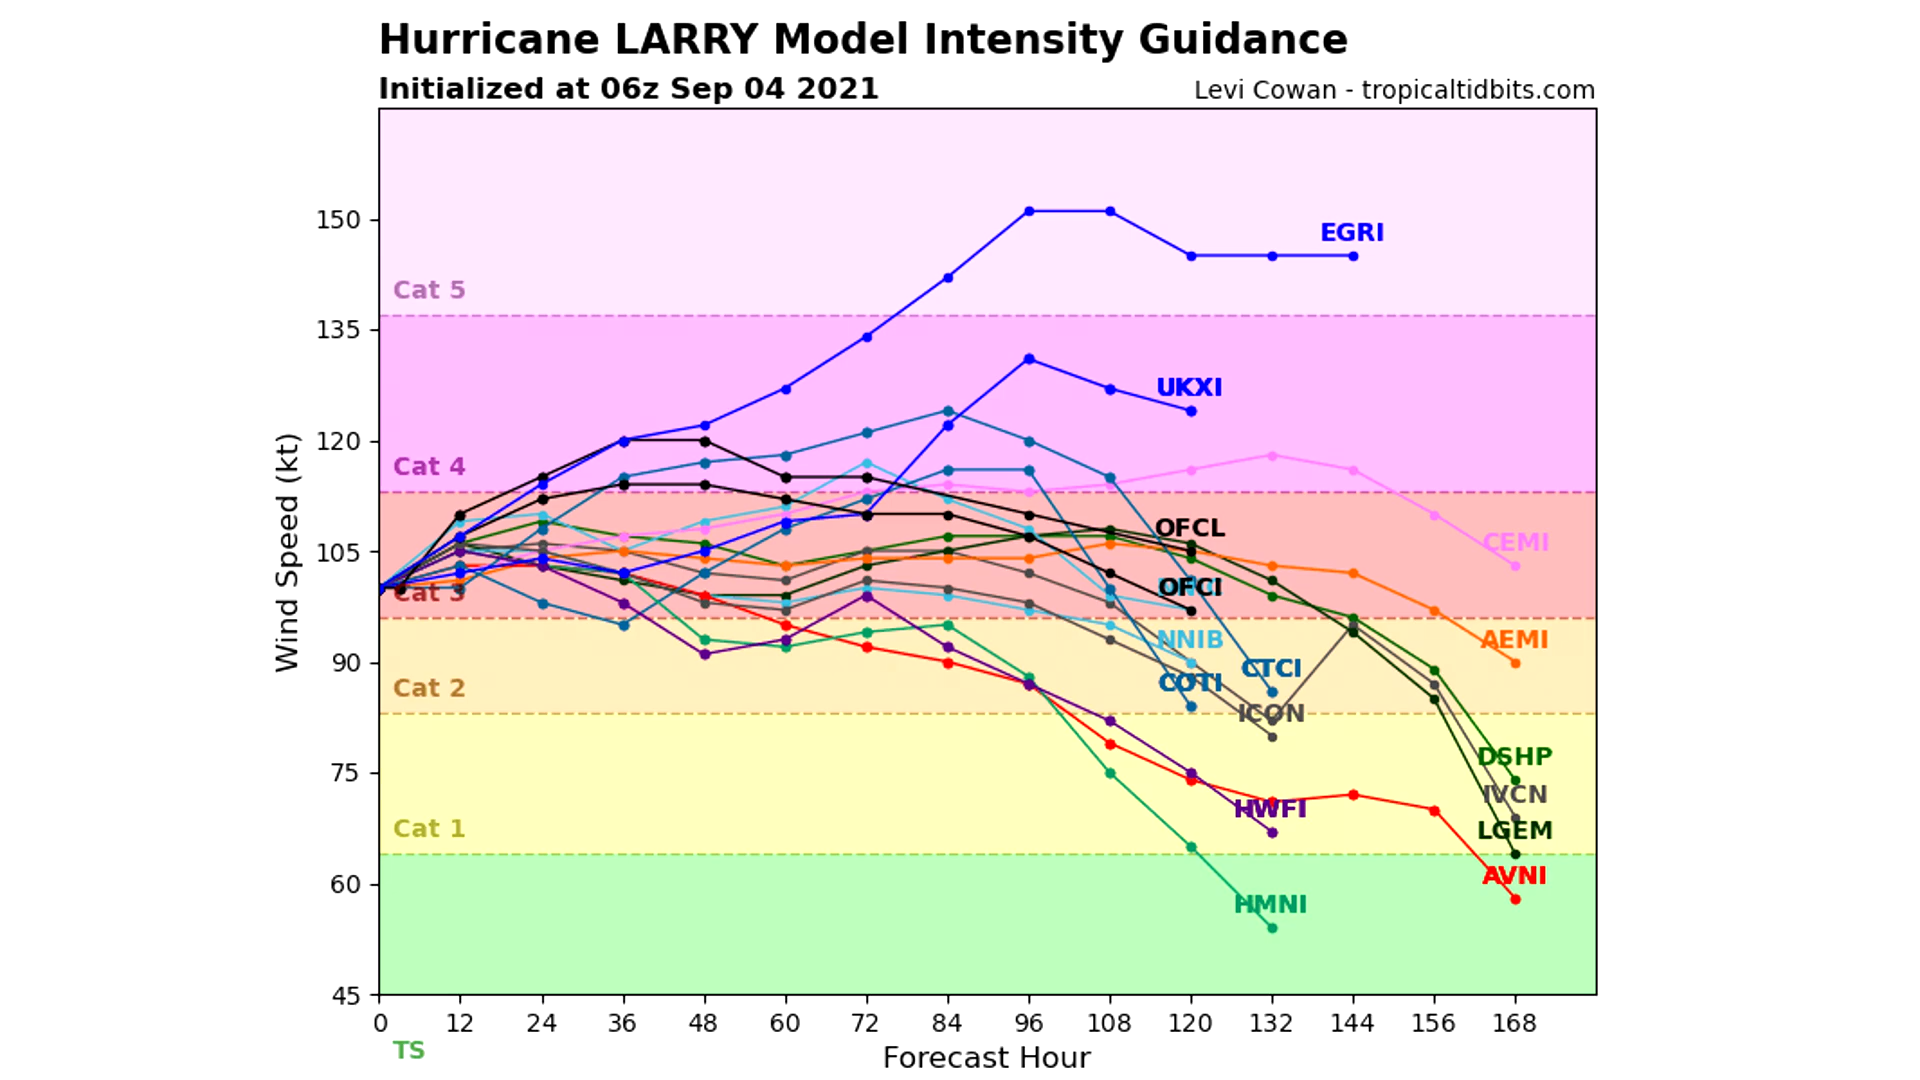 Hurricane LARRY Model Intensity Guidance
Initialized at 06z Sep 04 2021
Levi Cowan - tropicaltidbits.com
Wind Speed (kt)
150
135
120
105
90
75
60
45
Cat 5
Cat 4
Cat 3
Cat 2
Cat 1
TS
EGRI
UKXI
OFCL
CEMI
OFCI
NNIB
AEMI
CTCI
COTI
ICON
DSHP
IVCN
HWFI
LGEM
AVNI
HMNI
0 12 24 36 48 60 72 84 96 108 120 132 144 156 168
Forecast Hour